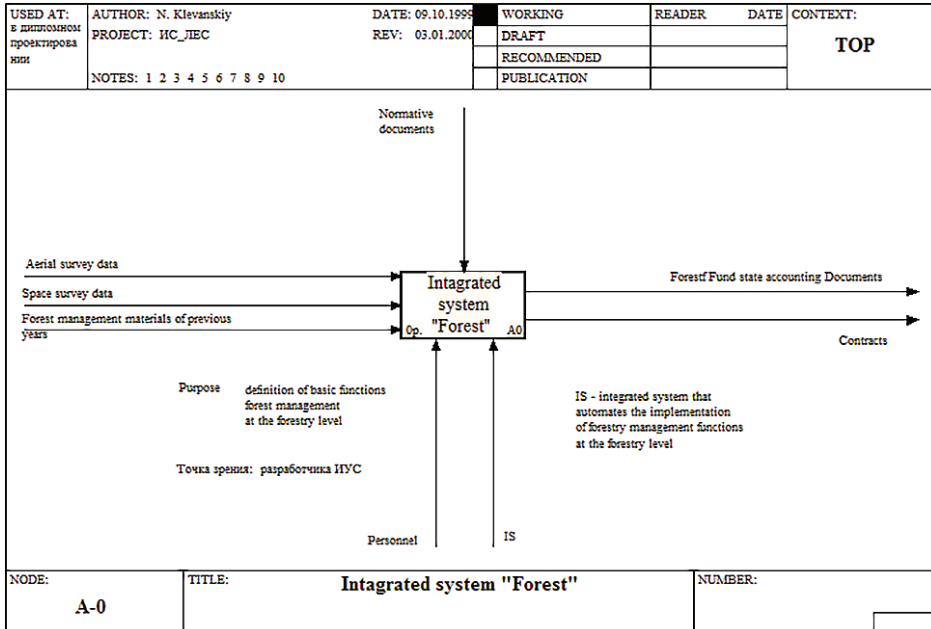 USED AT:
в дипломном
проектирова
нии
AUTHOR: N. Klevanskiy
DATE: 09.10.1999
PROJECT: ИС_ЛЕС
REV: 03.01.2000
NOTES: 1 2 3 4 5 6 7 8 9 10
WORKING
DRAFT
RECOMMENDED
PUBLICATION
READER DATE
CONTEXT:
TOP
Normative
documents
Aerial survey data
Space survey data
Forest management materials of previous
years
Intagrated
system
"Forest"
0р. A0
Forestf Fund state accounting Documents
Contracts
Purpose
definition of basic functions
forest management
at the forestry level
IS - integrated system that
automates the implementation
of forestry management functions
at the forestry level
Точка зрения: разработчика ИУС
Personnel
IS
NODE:
A-0
TITLE:
Intagrated system "Forest"
NUMBER: